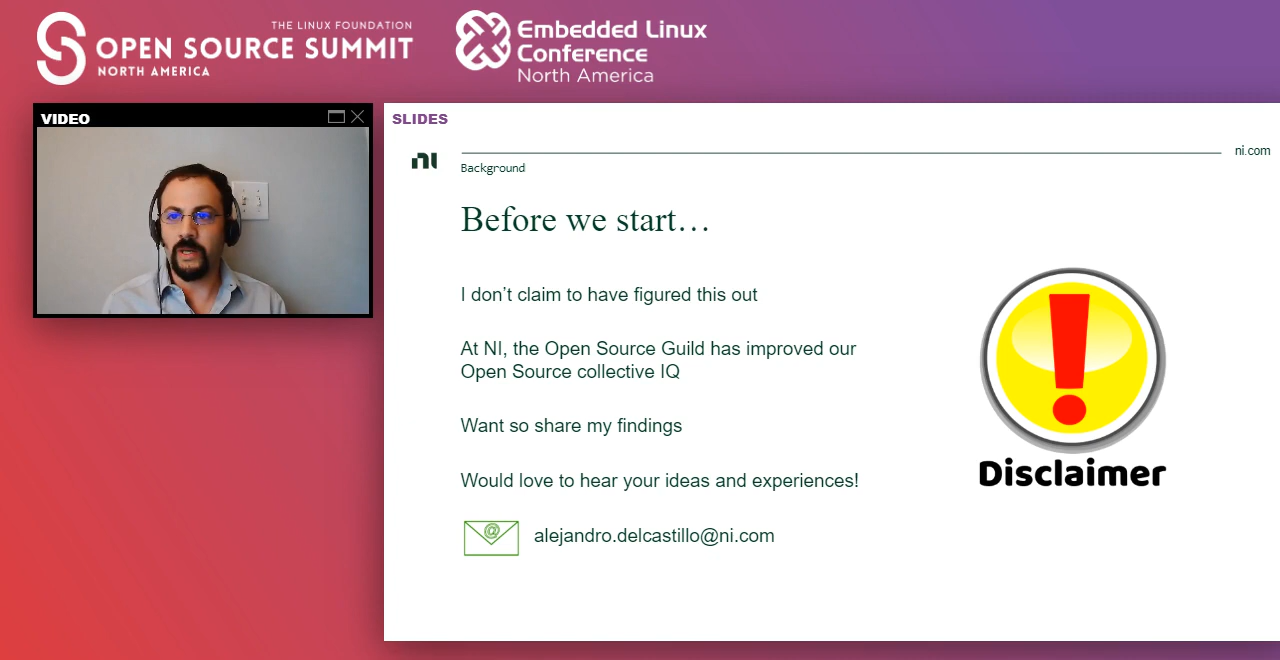 THE LINUX FOUNDATION
OPEN SOURCE SUMMIT
NORTH AMERICA
Embedded Linux
Conference
North America
VIDEO
SLIDES
ni
ni.com
Background
Before we start…
I don’t claim to have figured this out
At NI, the Open Source Guild has improved our
Open Source collective IQ
Want so share my findings
Would love to hear your ideas and experiences!
@
alejandro.delcastillo@ni.com
!
Disclaimer